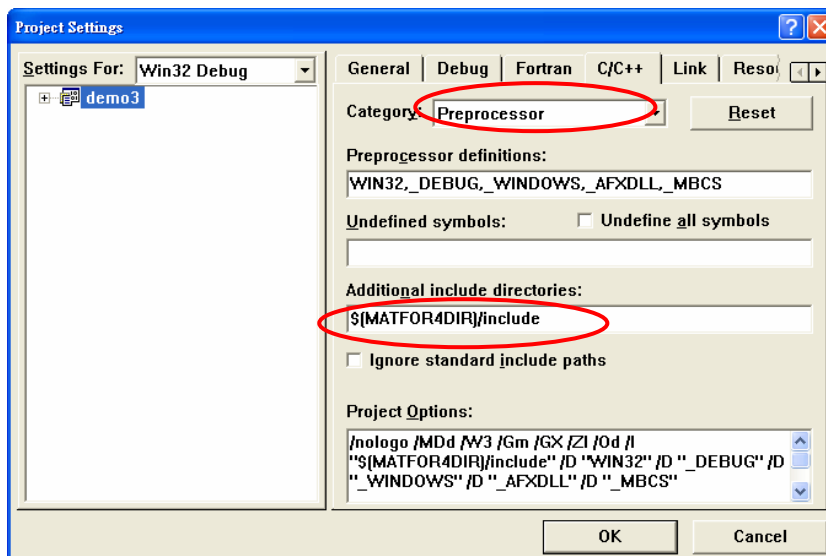 Project Settings
Settings For: Win32 Debug
demo3
General Debug Fortran C/C++ Link Reso
Category: Preprocessor
Reset
Preprocessor definitions:
WIN32,_DEBUG,_WINDOWS,_AFXDLL,_MBCS
Undefined symbols:
Undefine all symbols
Additional include directories:
$(MATFOR4DIR)/include
Ignore standard include paths
Project Options:
/nologo /MDd /W3 /Gm /GX /ZI /Od /I
"$(MATFOR4DIR)/include" /D "WIN32" /D "_DEBUG" /D
"_WINDOWS" /D "_AFXDLL" /D "_MBCS"
OK
Cancel